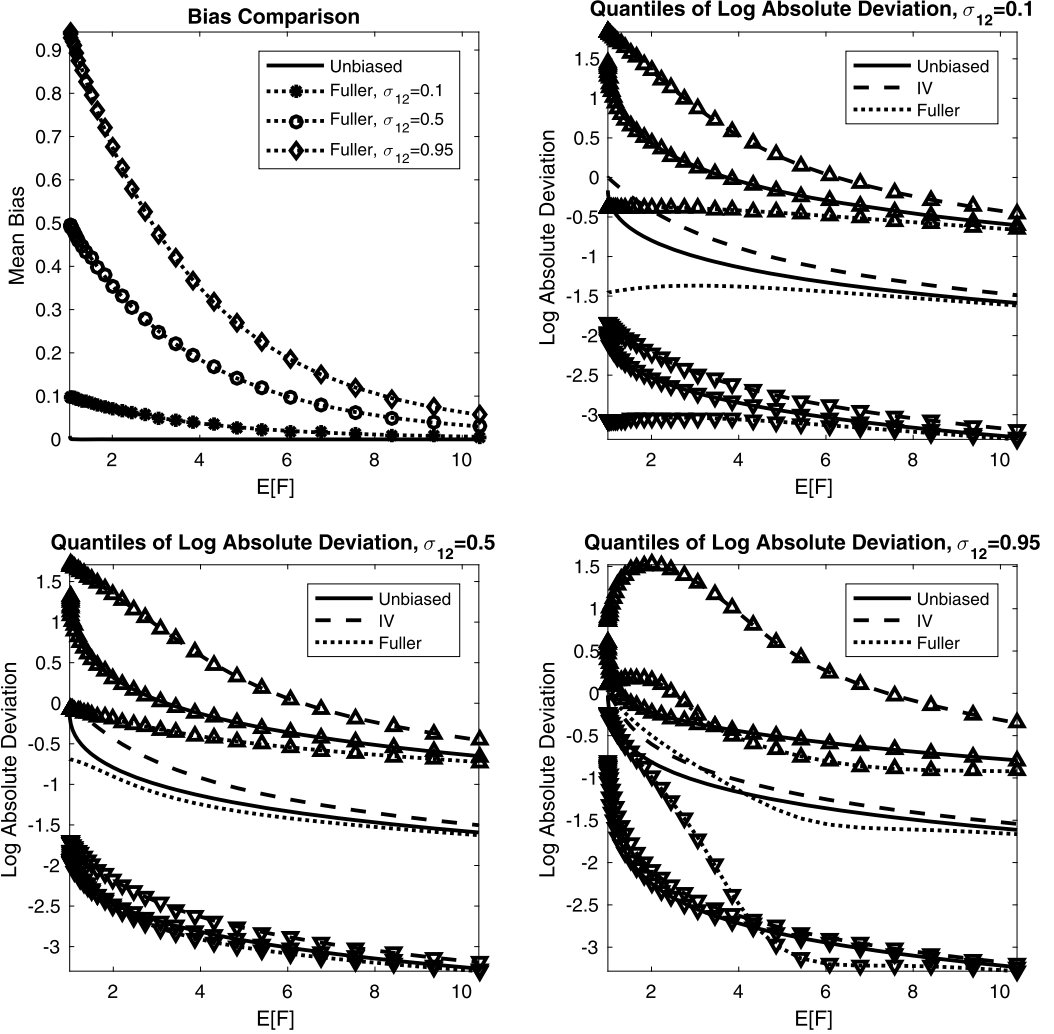 Bias Comparison
Mean Bias
0.9
0.8
0.7
0.6
0.5
0.4
0.3
0.2
0.1
0
2
4
6
8
10
E[F]
Unbiased
Fuller, σ12=0.1
Fuller, σ12=0.5
Fuller, σ12=0.95
Quantiles of Log Absolute Deviation, σ12=0.1
Log Absolute Deviation
1.5
1
0.5
0
-0.5
-1
-1.5
-2
-2.5
-3
2
4
6
8
10
E[F]
Unbiased
IV
Fuller
Quantiles of Log Absolute Deviation, σ12=0.5
Log Absolute Deviation
1.5
1
0.5
0
-0.5
-1
-1.5
-2
-2.5
-3
2
4
6
8
10
E[F]
Unbiased
IV
Fuller
Quantiles of Log Absolute Deviation, σ12=0.95
Log Absolute Deviation
1.5
1
0.5
0
-0.5
-1
-1.5
-2
-2.5
-3
2
4
6
8
10
E[F]
Unbiased
IV
Fuller